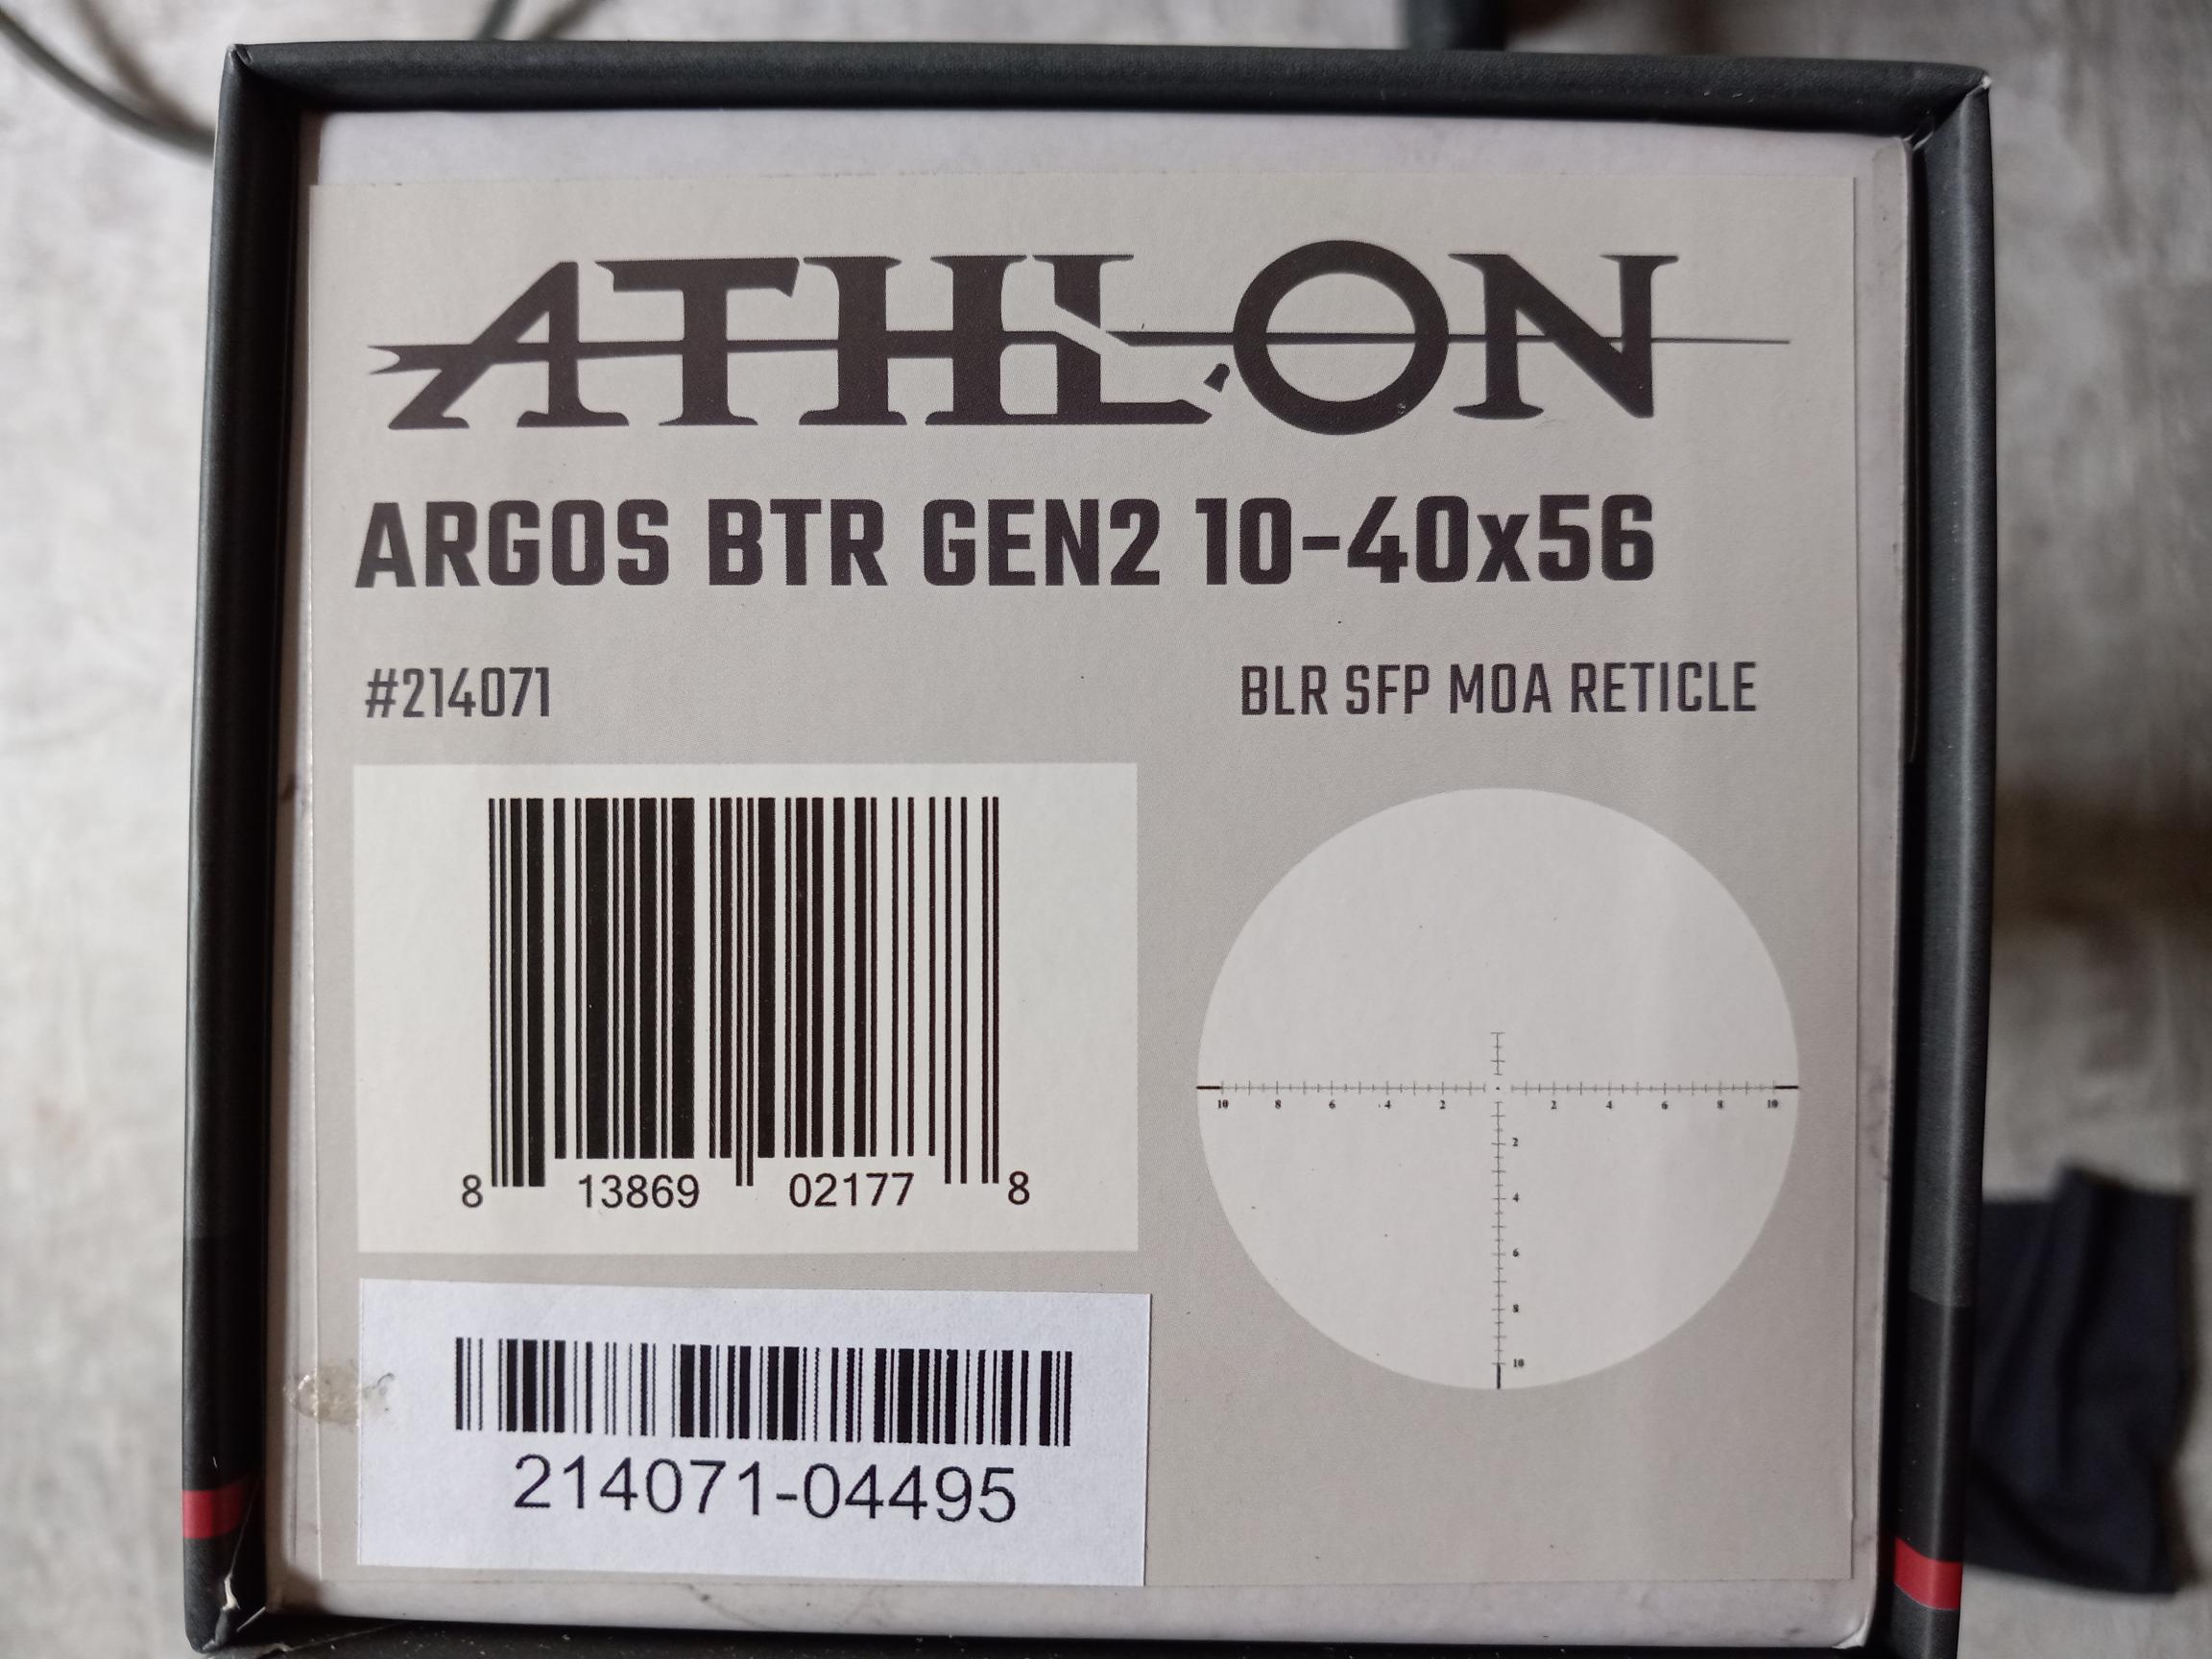 ATHLON
ARGOS BTR GEN2 10-40x56
#214071
BLR SFP MOA RETICLE
8 13869 02177 8
10 8 6 4 2 2 4 6 8 10
2
4
6
8
10
214071-04495